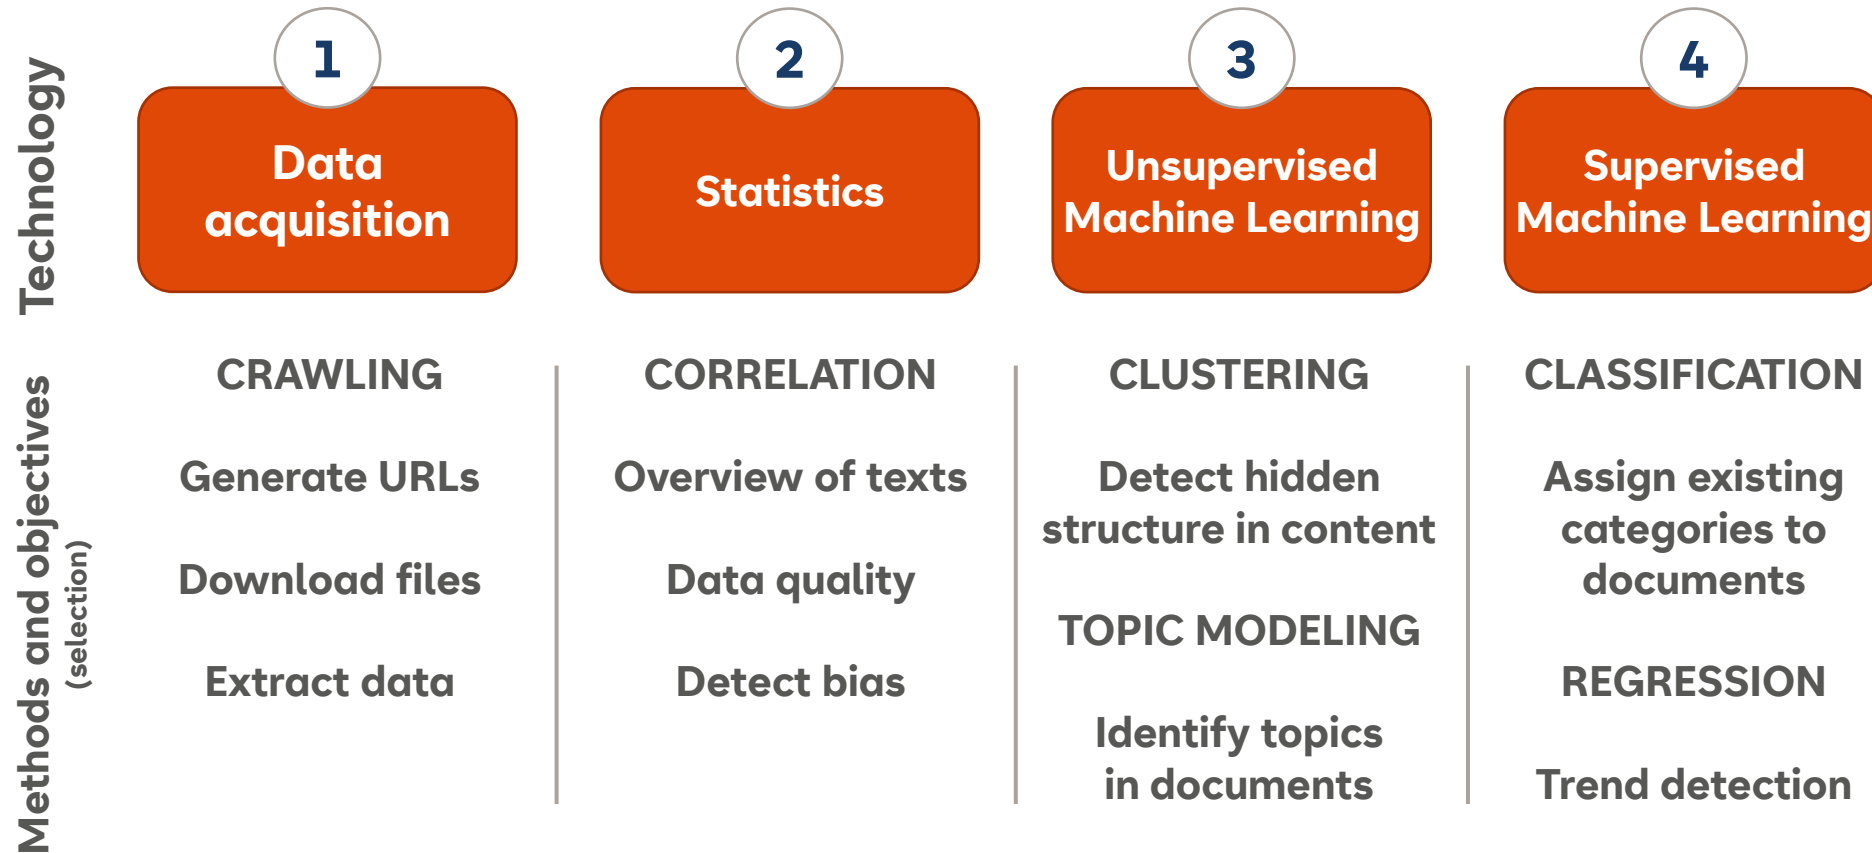 Technology
1
Data
acquisition
2
Statistics
3
Unsupervised
Machine Learning
4
Supervised
Machine Learning
Methods and objectives
(selection)
CRAWLING
Generate URLs
Download files
Extract data
CORRELATION
Overview of texts
Data quality
Detect bias
CLUSTERING
Detect hidden
structure in content
TOPIC MODELING
Identify topics
in documents
CLASSIFICATION
Assign existing
categories to
documents
REGRESSION
Trend detection